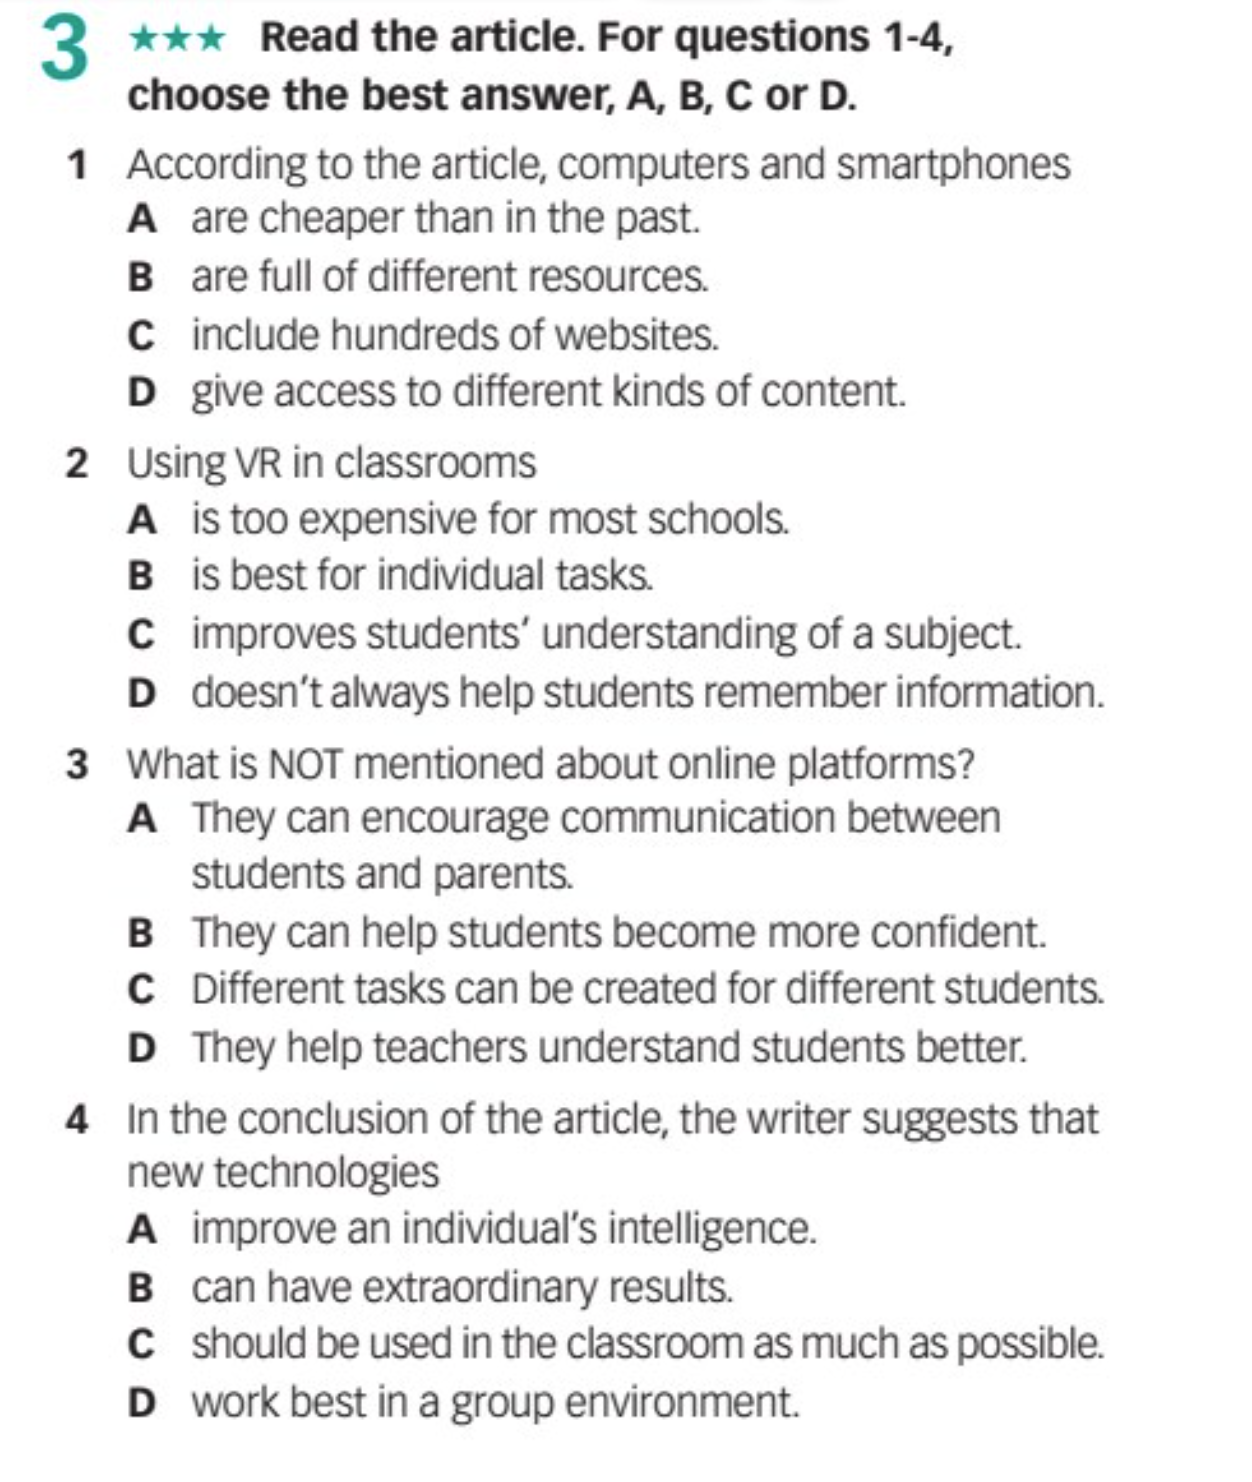 3 ★★★ Read the article. For questions 1-4,
choose the best answer, A, B, C or D.
1 According to the article, computers and smartphones
A are cheaper than in the past.
B are full of different resources.
C include hundreds of websites.
D give access to different kinds of content.
2 Using VR in classrooms
A is too expensive for most schools.
B is best for individual tasks.
C improves students' understanding of a subject.
D doesn't always help students remember information.
3 What is NOT mentioned about online platforms?
A They can encourage communication between
students and parents.
B They can help students become more confident.
C Different tasks can be created for different students.
D They help teachers understand students better.
4 In the conclusion of the article, the writer suggests that
new technologies
A improve an individual's intelligence.
B can have extraordinary results.
C should be used in the classroom as much as possible.
D work best in a group environment.